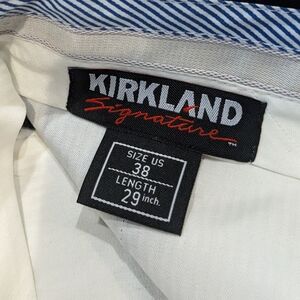 KIRKLAND
Signature
TM
SIZE US
38
LENGTH
29 inch.